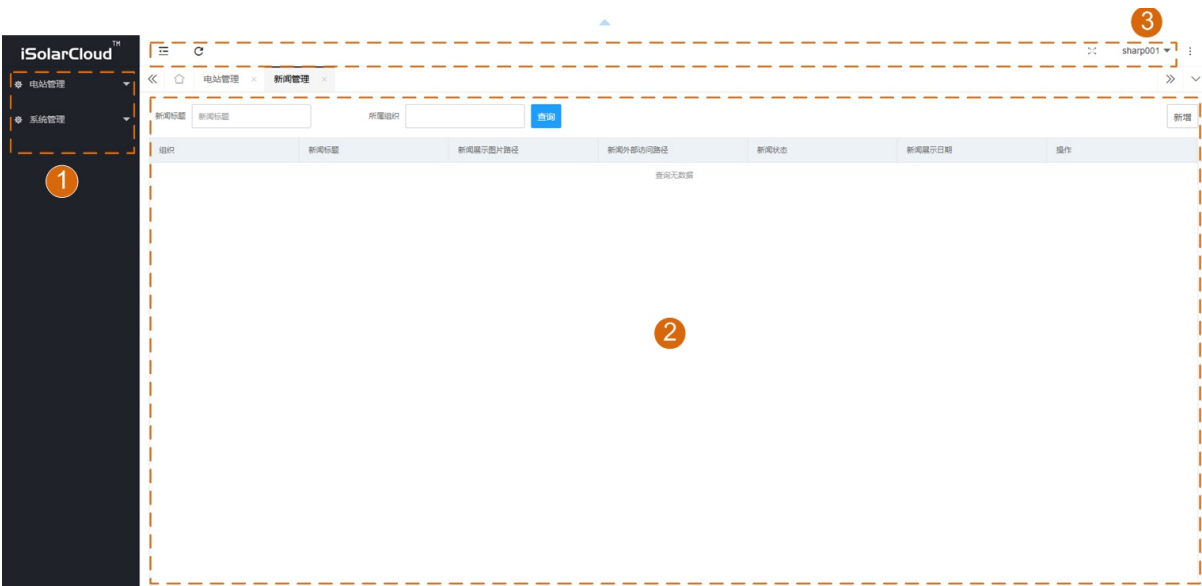 3
iSolarCloud™
sharp001
电站管理
系统管理
1
电站管理 × 新闻管理 ×
新闻标题 新闻标题 所属组织 查询 新增
组织 新闻标题 新闻展示图片路径 新闻外部访问路径 新闻状态 新闻展示日期 操作
查询无数据
2